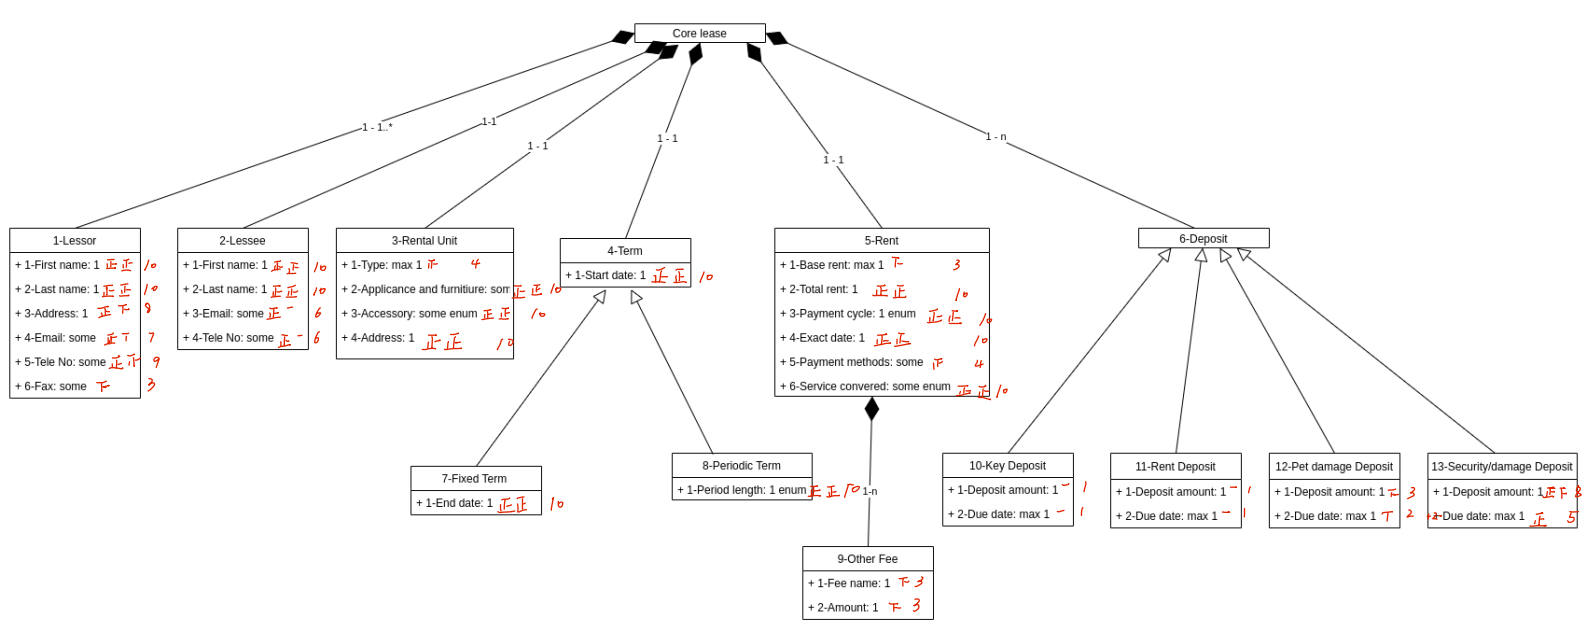 Core lease
1 - 1..*
1-1
1 - 1
1 - 1
1 - 1
1 - n
1-Lessor
+ 1-First name: 1 正正 10
+ 2-Last name: 1 正正 10
+ 3-Address: 1 正下 8
+ 4-Email: some 正丅 7
+ 5-Tele No: some 正正 9
+ 6-Fax: some 下 3
2-Lessee
+ 1-First name: 1 正正 10
+ 2-Last name: 1 正正 10
+ 3-Email: some 正一 6
+ 4-Tele No: some 正一 6
3-Rental Unit
+ 1-Type: max 1 4
+ 2-Applicance and furnitiure: som 正正 10
+ 3-Accessory: some enum 正正 10
+ 4-Address: 1 正正 10
4-Term
+ 1-Start date: 1 正正 10
5-Rent
+ 1-Base rent: max 1 下 3
+ 2-Total rent: 1 正正 10
+ 3-Payment cycle: 1 enum 正正 10
+ 4-Exact date: 1 正正 10
+ 5-Payment methods: some 4
+ 6-Service convered: some enum 正正 10
6-Deposit
7-Fixed Term
+ 1-End date: 1 正正 10
8-Periodic Term
+ 1-Period length: 1 enum 正正 10
1-n
9-Other Fee
+ 1-Fee name: 1 下 3
+ 2-Amount: 1 下 3
10-Key Deposit
+ 1-Deposit amount: 1 一 1
+ 2-Due date: max 1 一 1
11-Rent Deposit
+ 1-Deposit amount: 1 一 1
+ 2-Due date: max 1 一 1
12-Pet damage Deposit
+ 1-Deposit amount: 1 下 3
+ 2-Due date: max 1 丅 2
13-Security/damage Deposit
+ 1-Deposit amount: 1 正下 8
-Due date: max 1 正 5